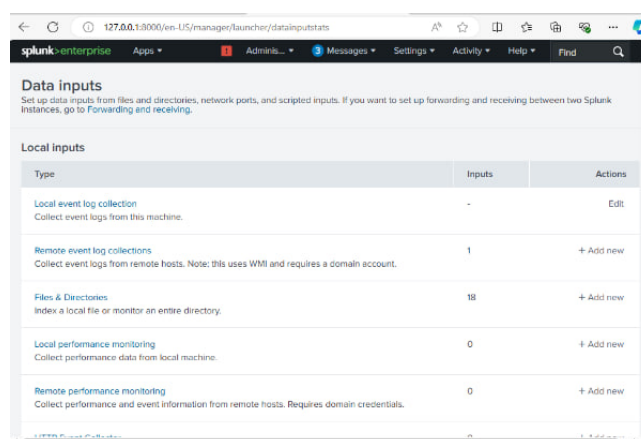 127.0.0.1:8000/en-US/manager/launcher/datainputstats
splunk>enterprise Apps Adminis... 3 Messages Settings Activity Help Find
Data inputs
Set up data inputs from files and directories, network ports, and scripted inputs. If you want to set up forwarding and receiving between two Splunk
instances, go to Forwarding and receiving.
Local inputs
Type Inputs Actions
Local event log collection - Edit
Collect event logs from this machine.
Remote event log collections 1 + Add new
Collect event logs from remote hosts. Note: this uses WMI and requires a domain account.
Files & Directories 18 + Add new
Index a local file or monitor an entire directory.
Local performance monitoring 0 + Add new
Collect performance data from local machine.
Remote performance monitoring 0 + Add new
Collect performance and event information from remote hosts. Requires domain credentials.
HTTP Event Collector 0 + Add new